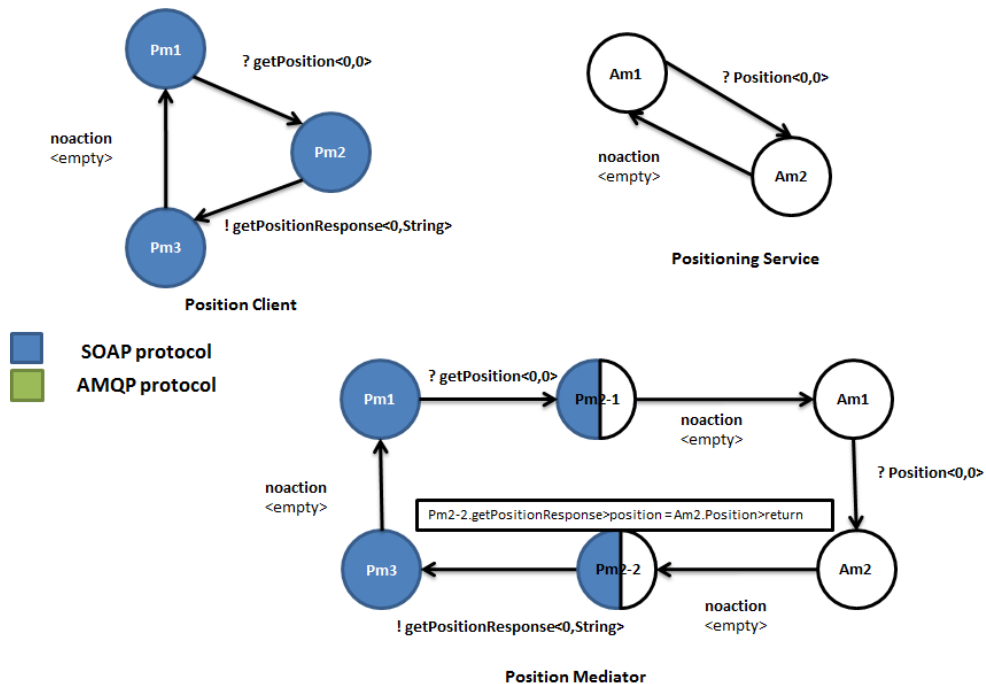 Pm1
? getPosition<0,0>
noaction
<empty>
Pm2
! getPositionResponse<0,String>
Pm3
Position Client
Am1
? Position<0,0>
noaction
<empty>
Am2
Positioning Service
SOAP protocol
AMQP protocol
Pm1
? getPosition<0,0>
Pm2-1
noaction
<empty>
Am1
? Position<0,0>
noaction
<empty>
Pm2-2.getPositionResponse>position = Am2.Position>return
Pm3
Pm2-2
Am2
! getPositionResponse<0,String>
noaction
<empty>
Position Mediator